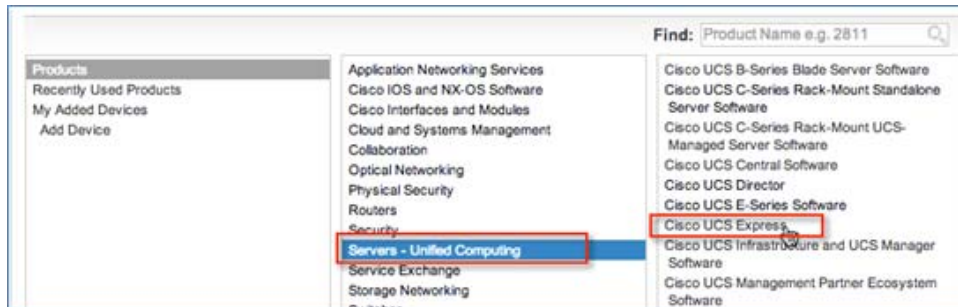 Find: Product Name e.g. 2811
Products
Recently Used Products
My Added Devices
Add Device
Application Networking Services
Cisco IOS and NX-OS Software
Cisco Interfaces and Modules
Cloud and Systems Management
Collaboration
Optical Networking
Physical Security
Routers
Security
Servers - Unified Computing
Service Exchange
Storage Networking
Switches
Cisco UCS B-Series Blade Server Software
Cisco UCS C-Series Rack-Mount Standalone
Server Software
Cisco UCS C-Series Rack-Mount UCS-
Managed Server Software
Cisco UCS Central Software
Cisco UCS Director
Cisco UCS E-Series Software
Cisco UCS Express
Cisco UCS Infrastructure and UCS Manager
Software
Cisco UCS Management Partner Ecosystem
Software